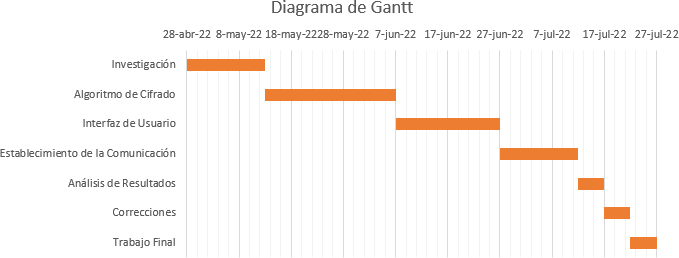 Diagrama de Gantt
28-abr-22 8-may-22 18-may-22 28-may-22 7-jun-22 17-jun-22 27-jun-22 7-jul-22 17-jul-22 27-jul-22
Investigación
Algoritmo de Cifrado
Interfaz de Usuario
Establecimiento de la Comunicación
Análisis de Resultados
Correcciones
Trabajo Final